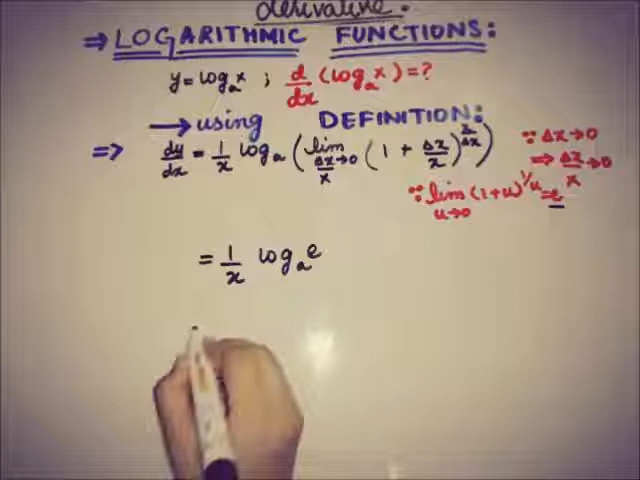 derivative.
⇒ LOGARITHMIC FUNCTIONS:
y = logₐx ; d/dx (logₐx) = ?
→ using DEFINITION:
⇒ dy/dx = 1/x logₐ ( lim Δx/x→0 (1 + Δx/x)^(x/Δx) )
∵ Δx→0
⇒ Δx/x →0
∵ lim u→0 (1+u)^1/u = e
= 1/x logₐe